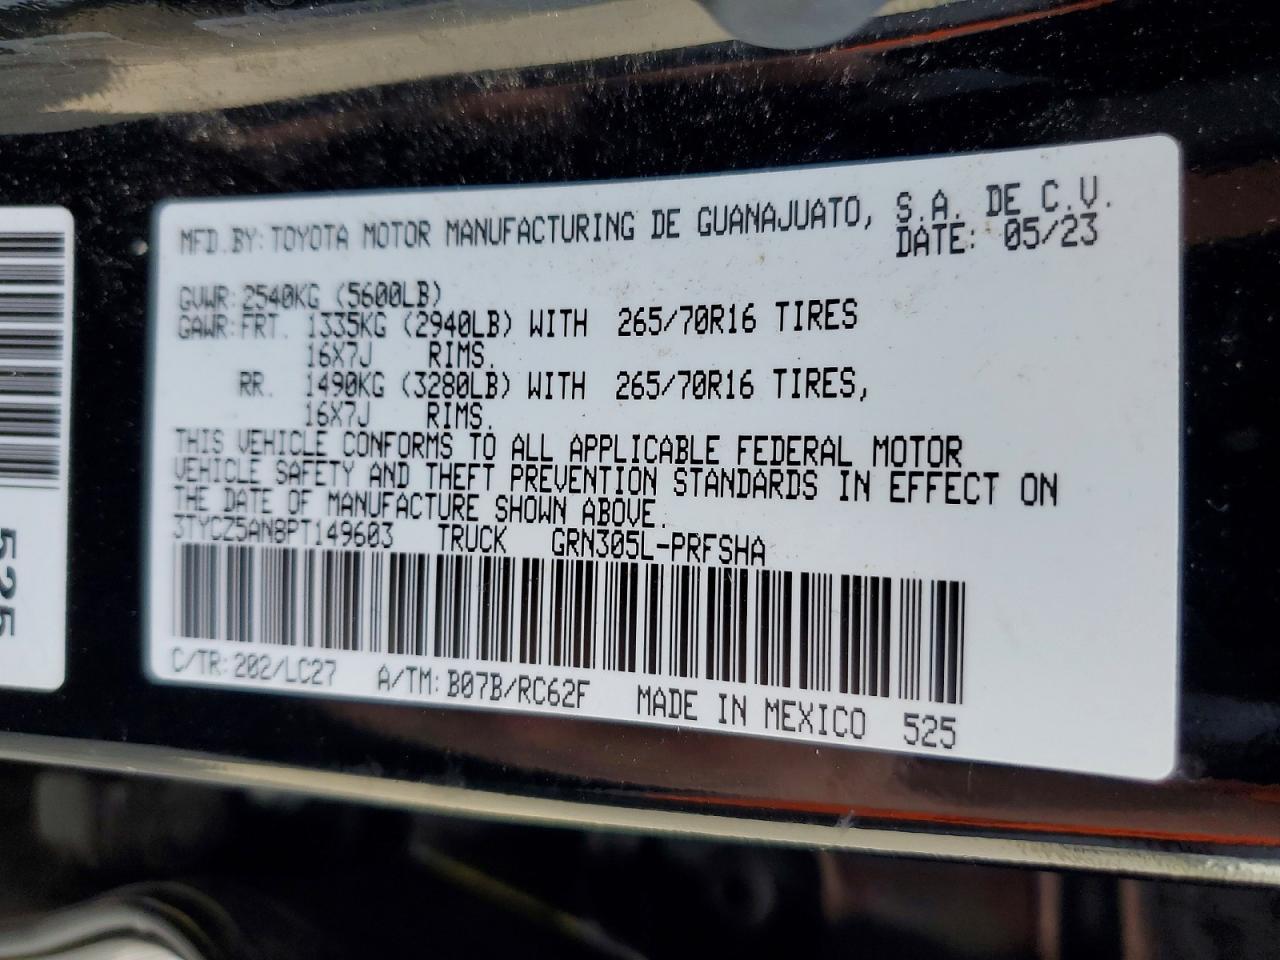 MFD.BY:TOYOTA MOTOR MANUFACTURING DE GUANAJUATO, S.A. DE C.V.
DATE: 05/23
GVWR:2540KG (5600LB)
GAWR:FRT. 1335KG (2940LB) WITH 265/70R16 TIRES
16X7J RIMS.
RR. 1490KG (3280LB) WITH 265/70R16 TIRES,
16X7J RIMS.
THIS VEHICLE CONFORMS TO ALL APPLICABLE FEDERAL MOTOR
VEHICLE SAFETY AND THEFT PREVENTION STANDARDS IN EFFECT ON
THE DATE OF MANUFACTURE SHOWN ABOVE.
3TYCZ5AN8PT149603 TRUCK GRN305L-PRFSHA
C/TR:202/LC27 A/TM:B07B/RC62F MADE IN MEXICO 525
525